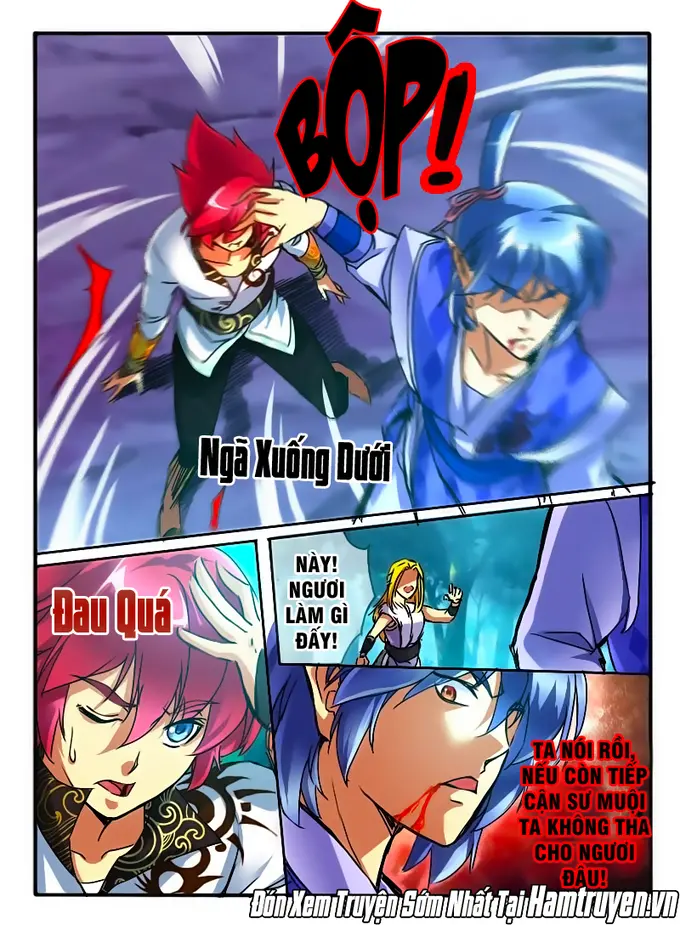 BỘP!
Ngã Xuống Dưới
Đau Quá
NÀY!
NGƯƠI
LÀM GÌ
ĐẤY!
TA NÓI RỒI,
NẾU CÒN TIẾP
CẬN SƯ MUỘI
TA KHÔNG THA
CHO NGƯƠI
ĐÂU!
Đón Xem Truyện Sớm Nhất Tại Hamtruyen.vn